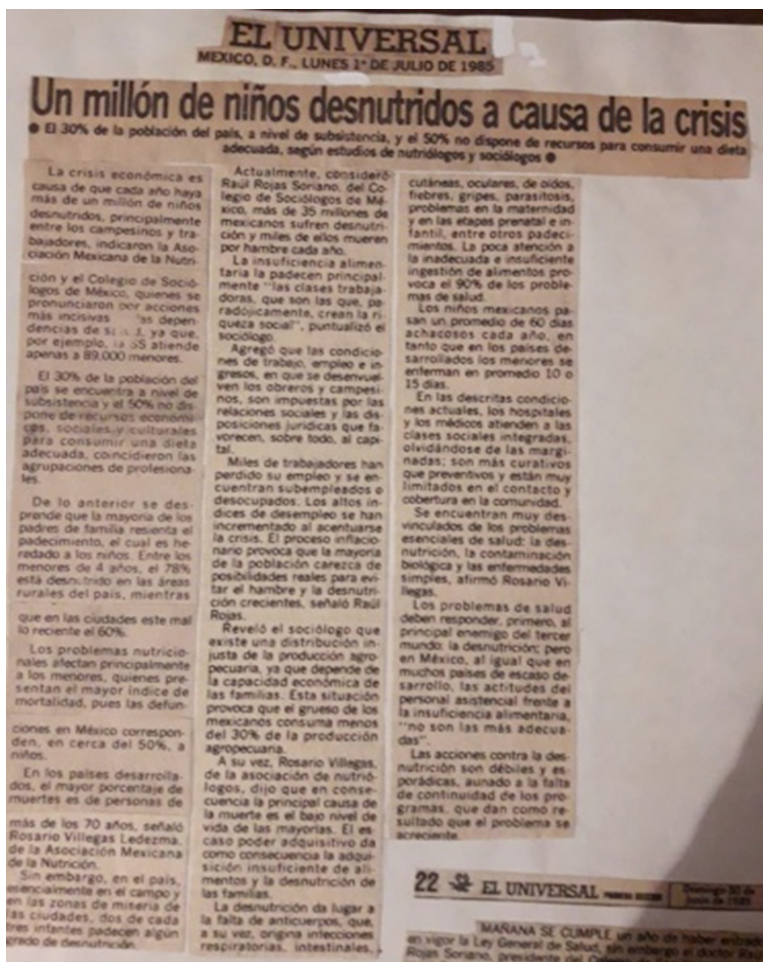 EL UNIVERSAL
MEXICO, D. F., LUNES 1º DE JULIO DE 1985
Un millón de niños desnutridos a causa de la crisis
● El 30% de la población del país, a nivel de subsistencia, y el 50% no dispone de recursos para consumir una dieta
adecuada, según estudios de nutriólogos y sociólogos ●
La crisis económica es
causa de que cada año haya
más de un millón de niños
desnutridos, principalmente
entre los campesinos y tra-
bajadores, indicaron la Aso-
ciación Mexicana de la Nutri-
ción y el Colegio de Soció-
logos de México, quienes se
pronunciaron por acciones
más incisivas as depen-
dencias de ya que,
por ejemplo, la SS atiende
apenas a 89,000 menores.
El 30% de la población del
país se encuentra a nivel de
subsistencia y el 50% no dis-
pone de recursos económi-
cos, sociales y culturales
para consumir una dieta
adecuada, coincidieron las
agrupaciones de profesiona-
les.
De lo anterior se des-
prende que la mayoría de los
padres de familia resienta el
padecimiento, el cual es he-
redado a los niños. Entre los
menores de 4 años, el 78%
está desnutrido en las áreas
rurales del país, mientras
que en las ciudades este mal
lo reciente el 60%.
Los problemas nutricio-
nales afectan principalmente
a los menores, quienes pre-
sentan el mayor índice de
mortalidad, pues las defun-
ciones en México correspon-
den, en cerca del 50%, a
niños.
En los países desarrolla-
dos, el mayor porcentaje de
muertes es de personas de
más de los 70 años, señaló
Rosario Villegas Ledezma,
de la Asociación Mexicana
de la Nutrición.
Sin embargo, en el país,
esencialmente en el campo y
en las zonas de miseria de
las ciudades, dos de cada
tres infantes padecen algún
grado de desnutrición.
Actualmente, consideró
Raúl Rojas Soriano, del Co-
legio de Sociólogos de Mé-
xico, más de 35 millones de
mexicanos sufren desnutri-
ción y miles de ellos mueren
por hambre cada año.
La insuficiencia alimen-
taria la padecen principal-
mente "las clases trabaja-
doras, que son las que, pa-
radójicamente, crean la ri-
queza social", puntualizó el
sociólogo.
Agregó que las condicio-
nes de trabajo, empleo e in-
gresos, en que se desenvuel-
ven los obreros y campesi-
nos, son impuestas por las
relaciones sociales y las dis-
posiciones jurídicas que fa-
vorecen, sobre todo, al capi-
tal.
Miles de trabajadores han
perdido su empleo y se en-
cuentran subempleados o
desocupados. Los altos ín-
dices de desempleo se han
incrementado al acentuarse
la crisis. El proceso inflacio-
nario provoca que la mayoría
de la población carezca de
posibilidades reales para evi-
tar el hambre y la desnutri-
ción crecientes, señaló Raúl
Rojas.
Reveló el sociólogo que
existe una distribución in-
justa de la producción agro-
pecuaria, ya que depende de
la capacidad económica de
las familias. Esta situación
provoca que el grueso de los
mexicanos consuma menos
del 30% de la producción
agropecuaria.
A su vez, Rosario Villegas,
de la asociación de nutrió-
logos, dijo que en conse-
cuencia la principal causa de
la muerte es el bajo nivel de
vida de las mayorías. El es-
caso poder adquisitivo da
como consecuencia la adqui-
sición insuficiente de ali-
mentos y la desnutrición de
las familias.
La desnutrición da lugar a
la falta de anticuerpos, que,
a su vez, origina infecciones
respiratorias, intestinales,
cutáneas, oculares, de oídos,
fiebres, gripes, parasitosis,
problemas en la maternidad
y en las etapas prenatal e in-
fantil, entre otros padeci-
mientos. La poca atención a
la inadecuada e insuficiente
ingestión de alimentos pro-
voca el 90% de los proble-
mas de salud.
Los niños mexicanos pa-
san un promedio de 60 días
achacosos cada año, en
tanto que en los países de-
sarrollados los menores se
enferman en promedio 10 o
15 días.
En las descritas condicio-
nes actuales, los hospitales
y los médicos atienden a las
clases sociales integradas,
olvidándose de las margi-
nadas; son más curativos
que preventivos y están muy
limitados en el contacto y
cobertura en la comunidad.
Se encuentran muy des-
vinculados de los problemas
esenciales de salud: la des-
nutrición, la contaminación
biológica y las enfermedades
simples, afirmó Rosario Vi-
llegas.
Los problemas de salud
deben responder, primero, al
principal enemigo del tercer
mundo: la desnutrición; pero
en México, al igual que en
muchos países de escaso de-
sarrollo, las actitudes del
personal asistencial frente a
la insuficiencia alimentaria,
"no son las más adecua-
das".
Las acciones contra la des-
nutrición son débiles y es-
porádicas, aunado a la falta
de continuidad de los pro-
gramas, que dan como re-
sultado que el problema se
acreciente.
22 EL UNIVERSAL PRIMERA SECCION Domingo 30 de
junio de 1985
MAÑANA SE CUMPLE un año de haber entrado
en vigor la Ley General de Salud, sin embargo el doctor Raúl
Rojas Soriano, presidente del Colegio